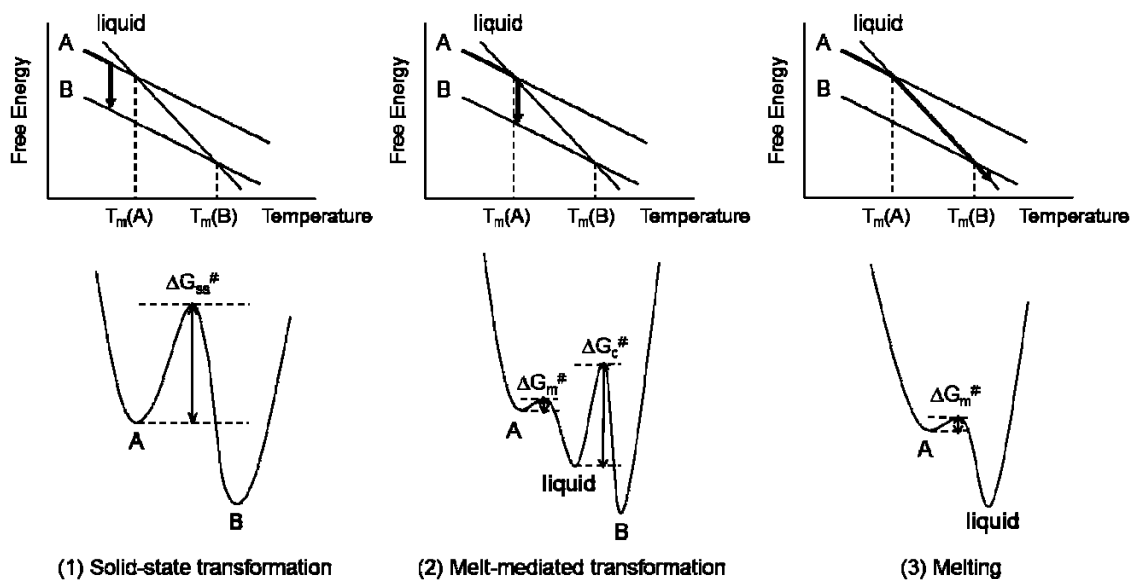 liquid
A
B
Free Energy
Tm(A)
Tm(B)
Temperature
liquid
A
B
Free Energy
Tm(A)
Tm(B)
Temperature
liquid
A
B
Free Energy
Tm(A)
Tm(B)
Temperature
ΔGss#
A
B
ΔGm#
ΔGc#
A
liquid
B
ΔGm#
A
liquid
(1) Solid-state transformation
(2) Melt-mediated transformation
(3) Melting